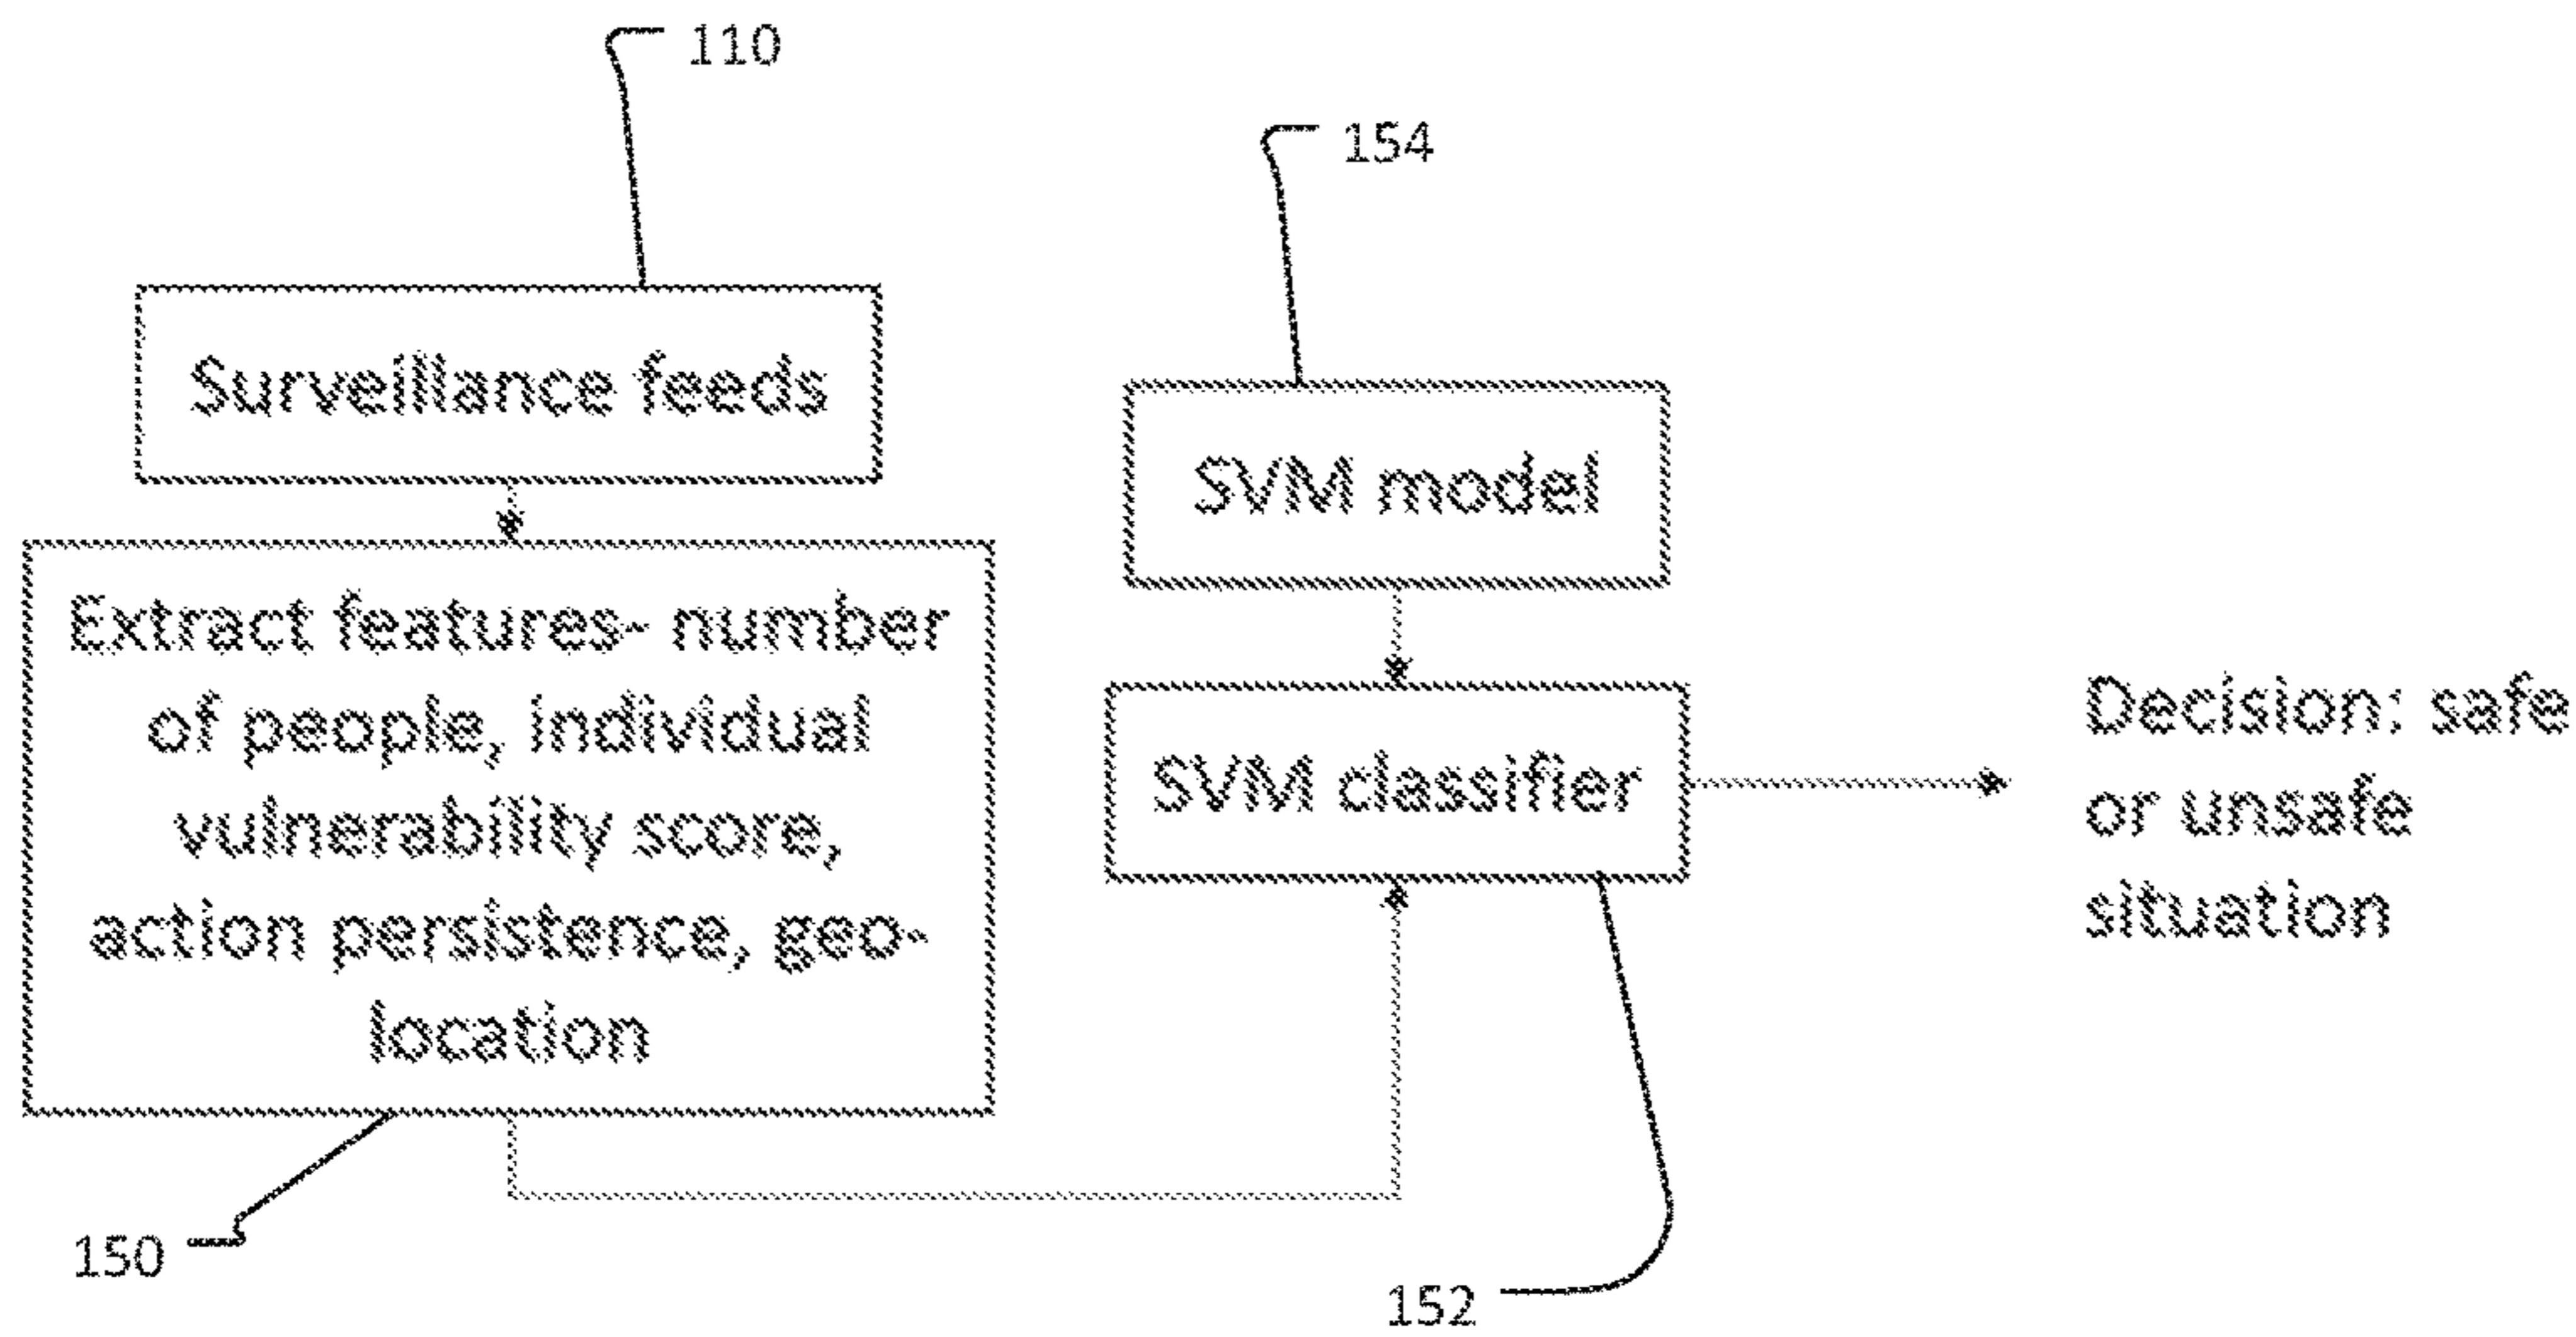 110
154
Surveillance feeds
SVM model
Extract features- number
of people, individual
vulnerability score,
action persistence, geo-
location
SVM classifier
Decision: safe
or unsafe
situation
150
152